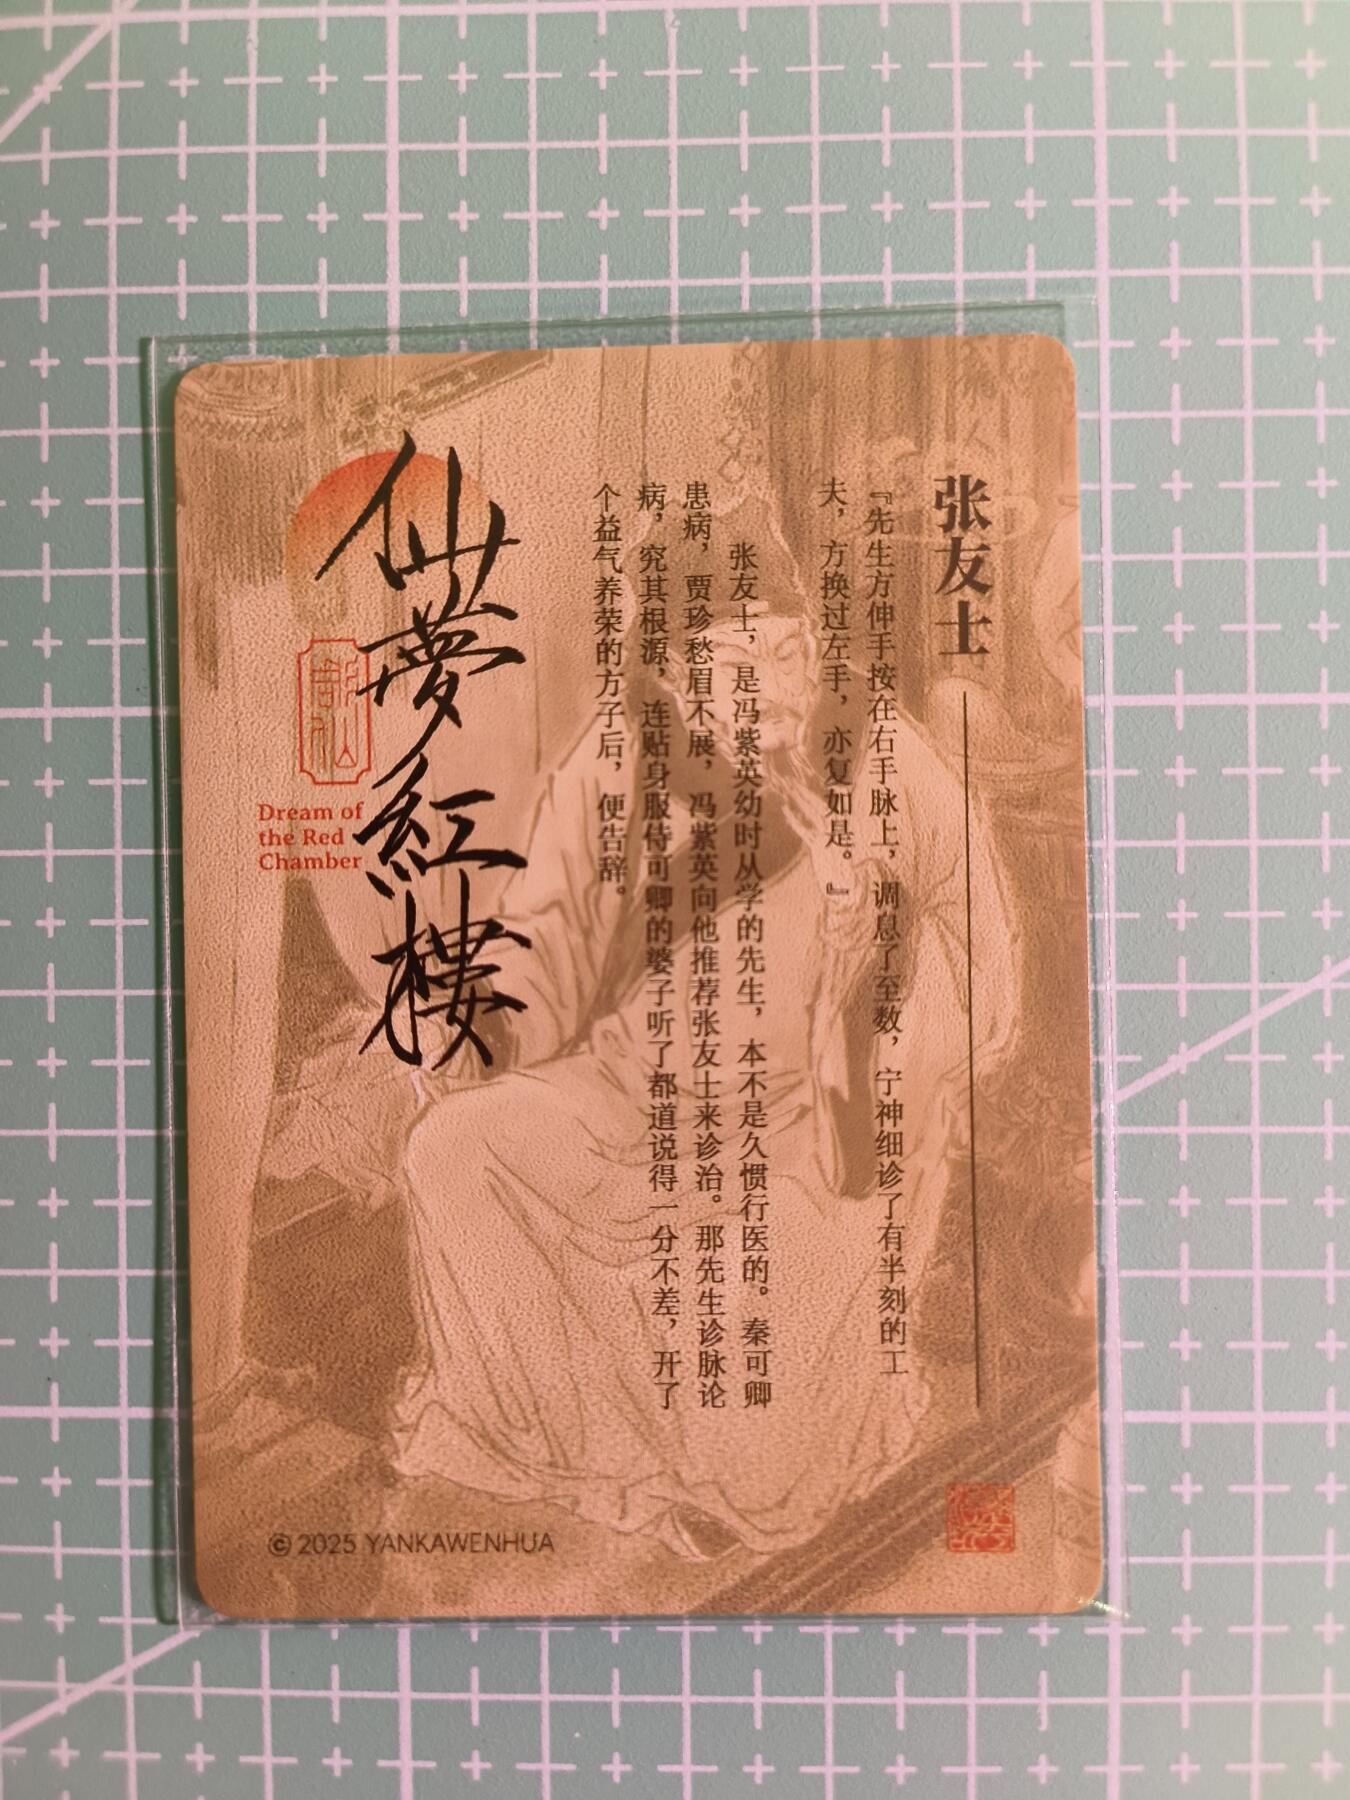 张友士
『先生方伸手按在右手脉上，调息了至数，宁神细诊了有半刻的工
夫，方换过左手，亦复如是。』
张友士，是冯紫英幼时从学的先生，本不是久惯行医的。秦可卿
患病，贾珍愁眉不展，冯紫英向他推荐张友士来诊治。那先生诊脉论
病，究其根源，连贴身服侍可卿的婆子听了都道说得一分不差，开了
个益气养荣的方子后，便告辞。
仙夢紅樓
Dream of
the Red
Chamber
© 2025 YANKAWENHUA